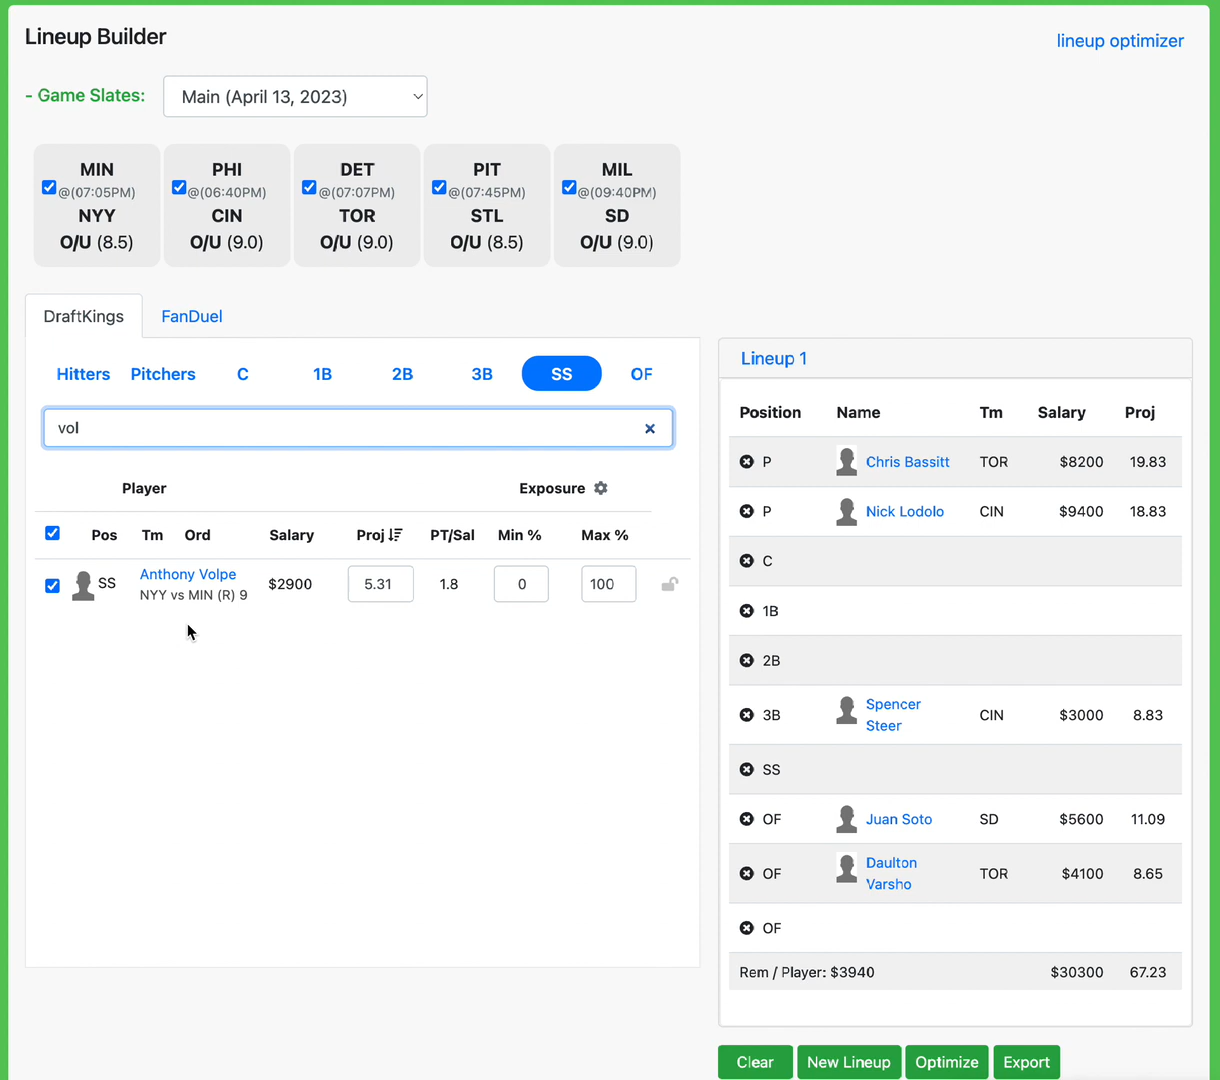 Lineup Builder
lineup optimizer
- Game Slates: Main (April 13, 2023)
MIN
@(07:05PM)
NYY
O/U (8.5)
PHI
@(06:40PM)
CIN
O/U (9.0)
DET
@(07:07PM)
TOR
O/U (9.0)
PIT
@(07:45PM)
STL
O/U (8.5)
MIL
@(09:40PM)
SD
O/U (9.0)
DraftKings FanDuel
Hitters Pitchers C 1B 2B 3B SS OF
vol
Player Exposure
Pos Tm Ord Salary Proj PT/Sal Min % Max %
SS Anthony Volpe $2900 5.31 1.8 0 100
NYY vs MIN (R) 9
Lineup 1
Position Name Tm Salary Proj
P Chris Bassitt TOR $8200 19.83
P Nick Lodolo CIN $9400 18.83
C
1B
2B
3B Spencer Steer CIN $3000 8.83
SS
OF Juan Soto SD $5600 11.09
OF Daulton Varsho TOR $4100 8.65
OF
Rem / Player: $3940 $30300 67.23
Clear New Lineup Optimize Export